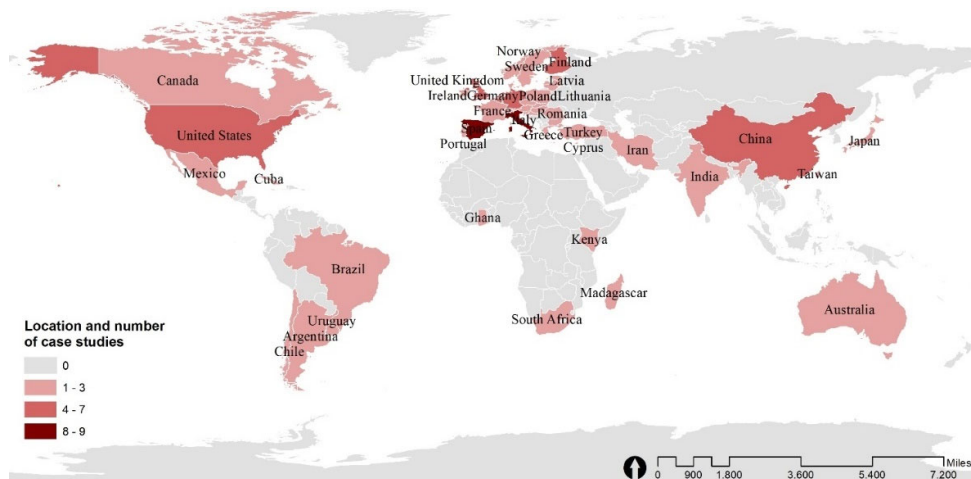 Norway
Sweden
Finland
Canada
United Kingdom
Latvia
Ireland
Germany
Poland
Lithuania
France
Romania
United States
Spain
Italy
Turkey
China
Japan
Portugal
Greece
Cyprus
Iran
Mexico
Cuba
India
Taiwan
Ghana
Kenya
Brazil
Madagascar
Uruguay
South Africa
Australia
Argentina
Chile
Location and number
of case studies
0
1 - 3
4 - 7
8 - 9
Miles
0 900 1.800 3.600 5.400 7.200